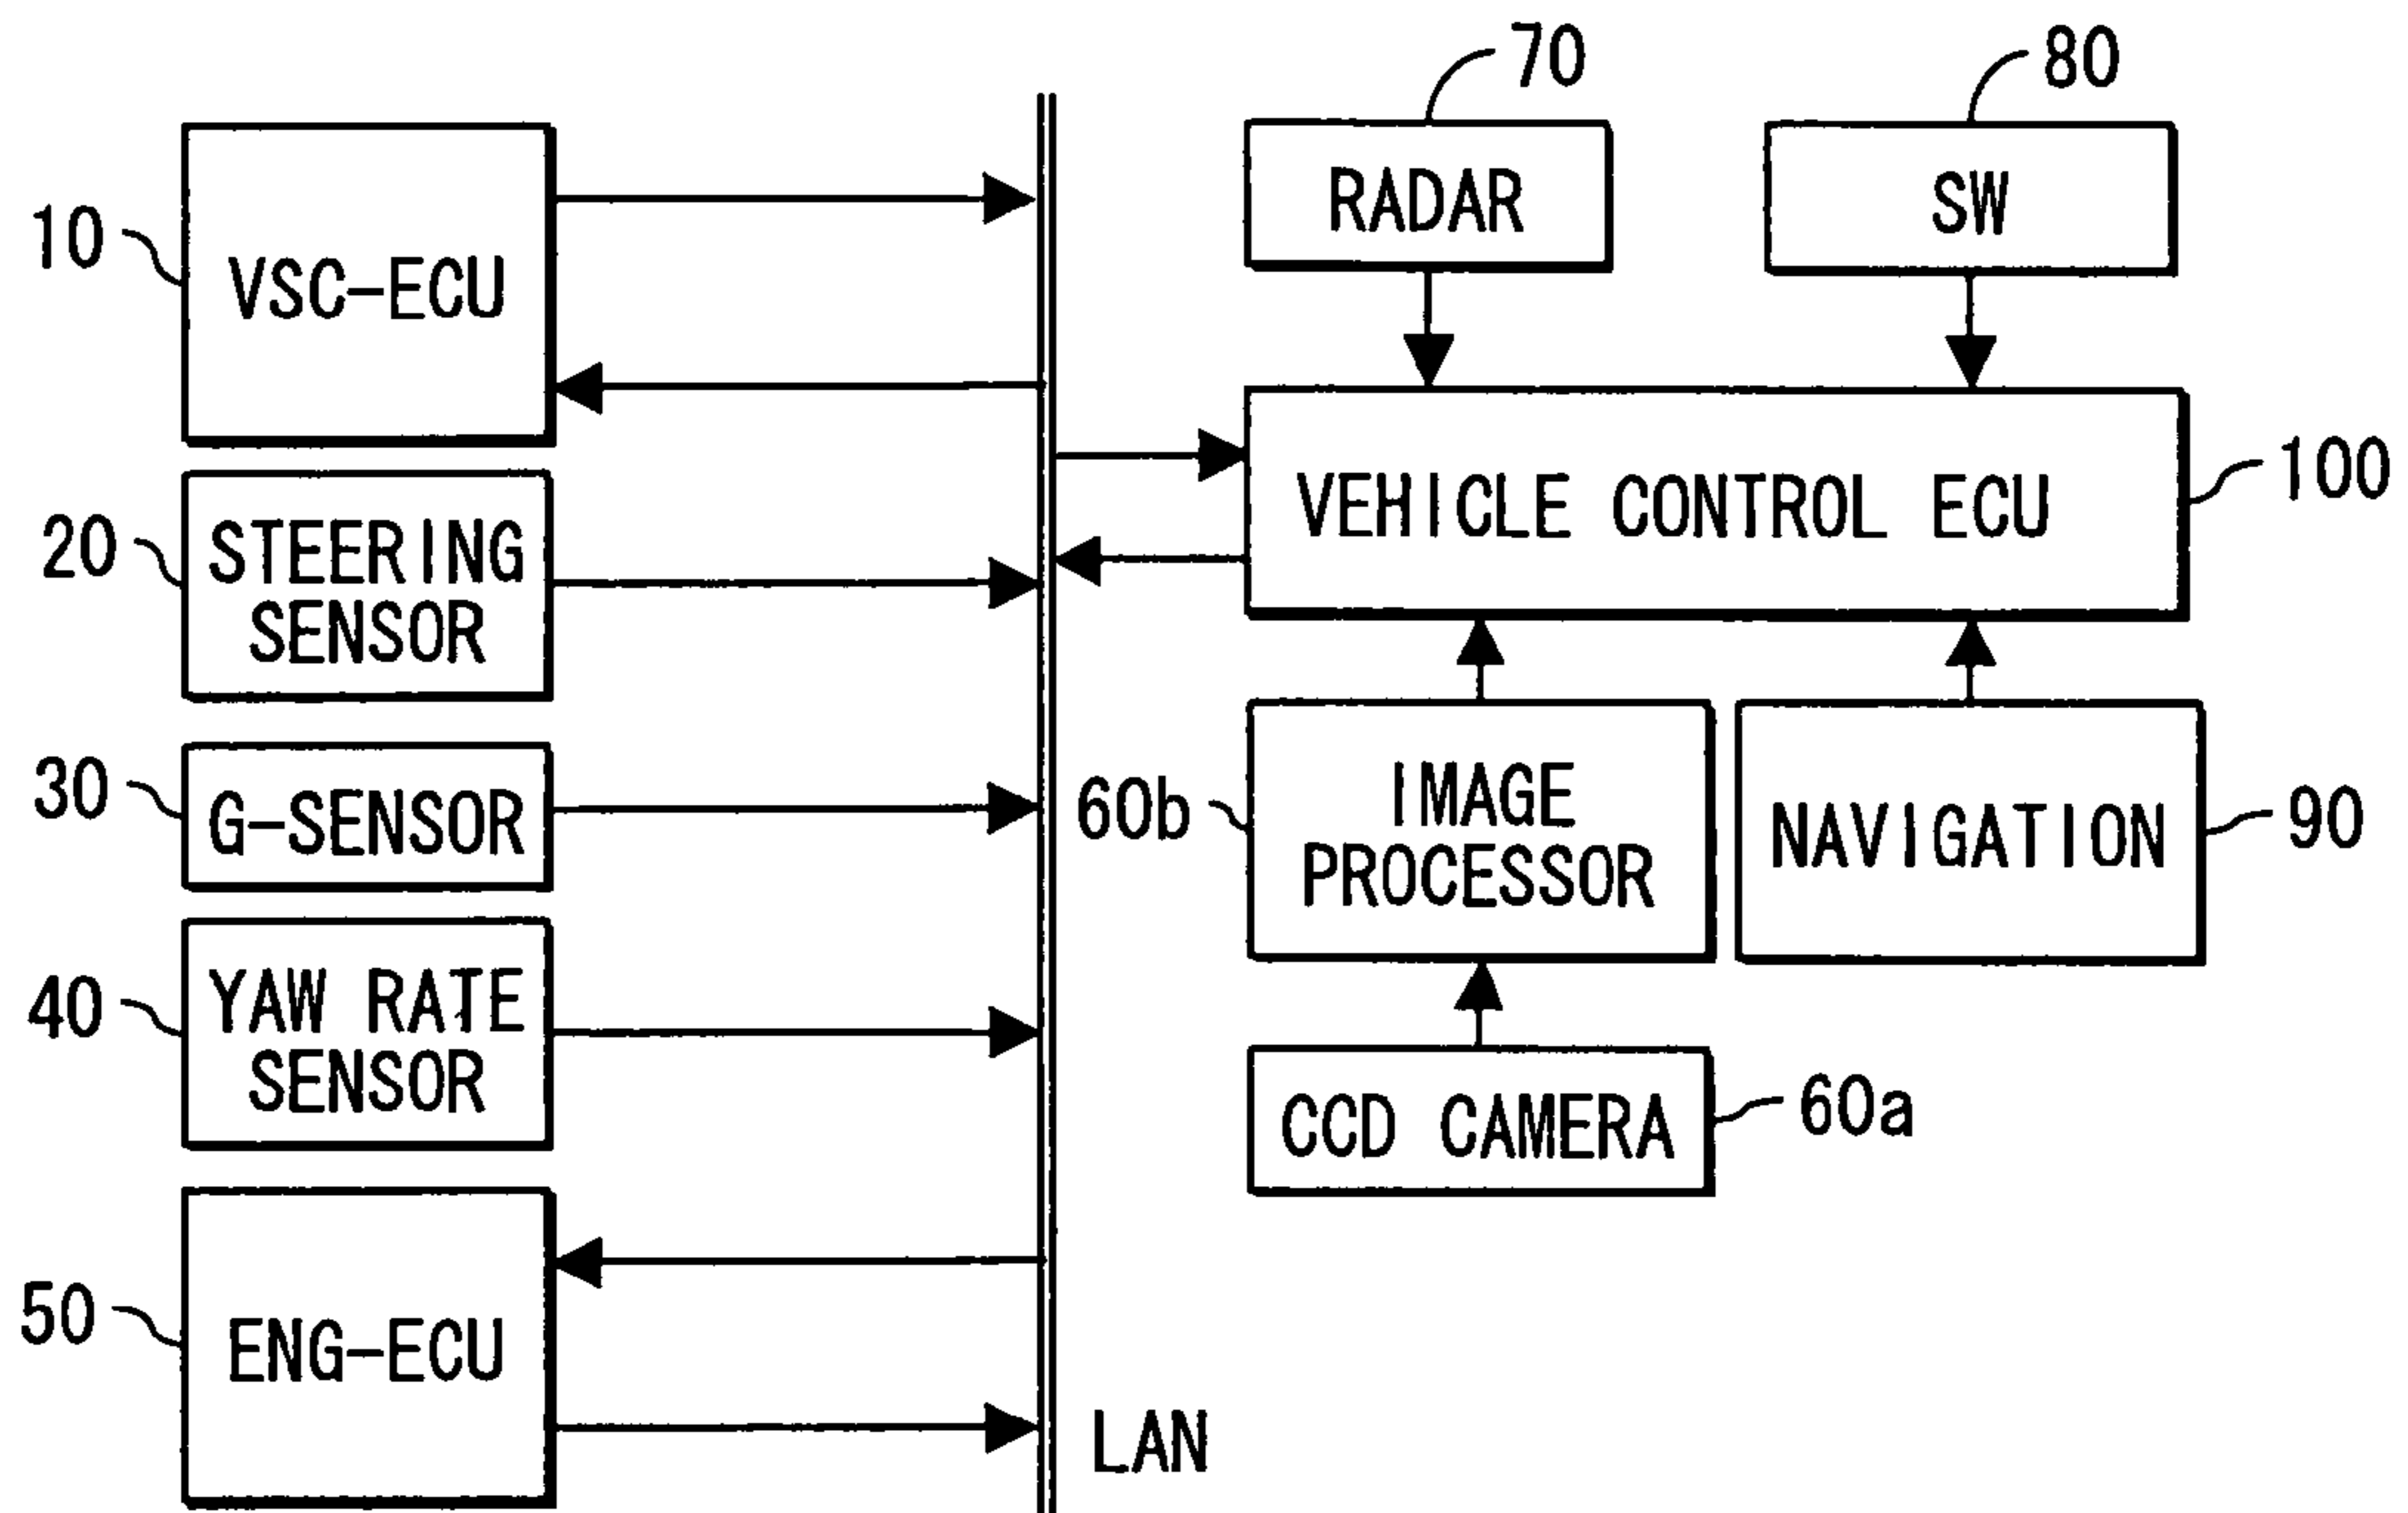 70
80
10
VSC-ECU
RADAR
SW
20
STEERING
SENSOR
VEHICLE CONTROL ECU
100
30
G-SENSOR
60b
IMAGE
PROCESSOR
NAVIGATION
90
40
YAW RATE
SENSOR
CCD CAMERA
60a
50
ENG-ECU
LAN